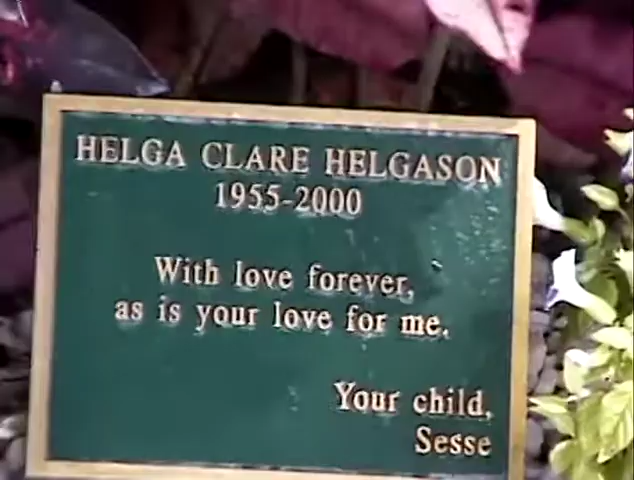 HELGA CLARE HELGASON
1955-2000
With love forever,
as is your love for me.
Your child,
Sesse